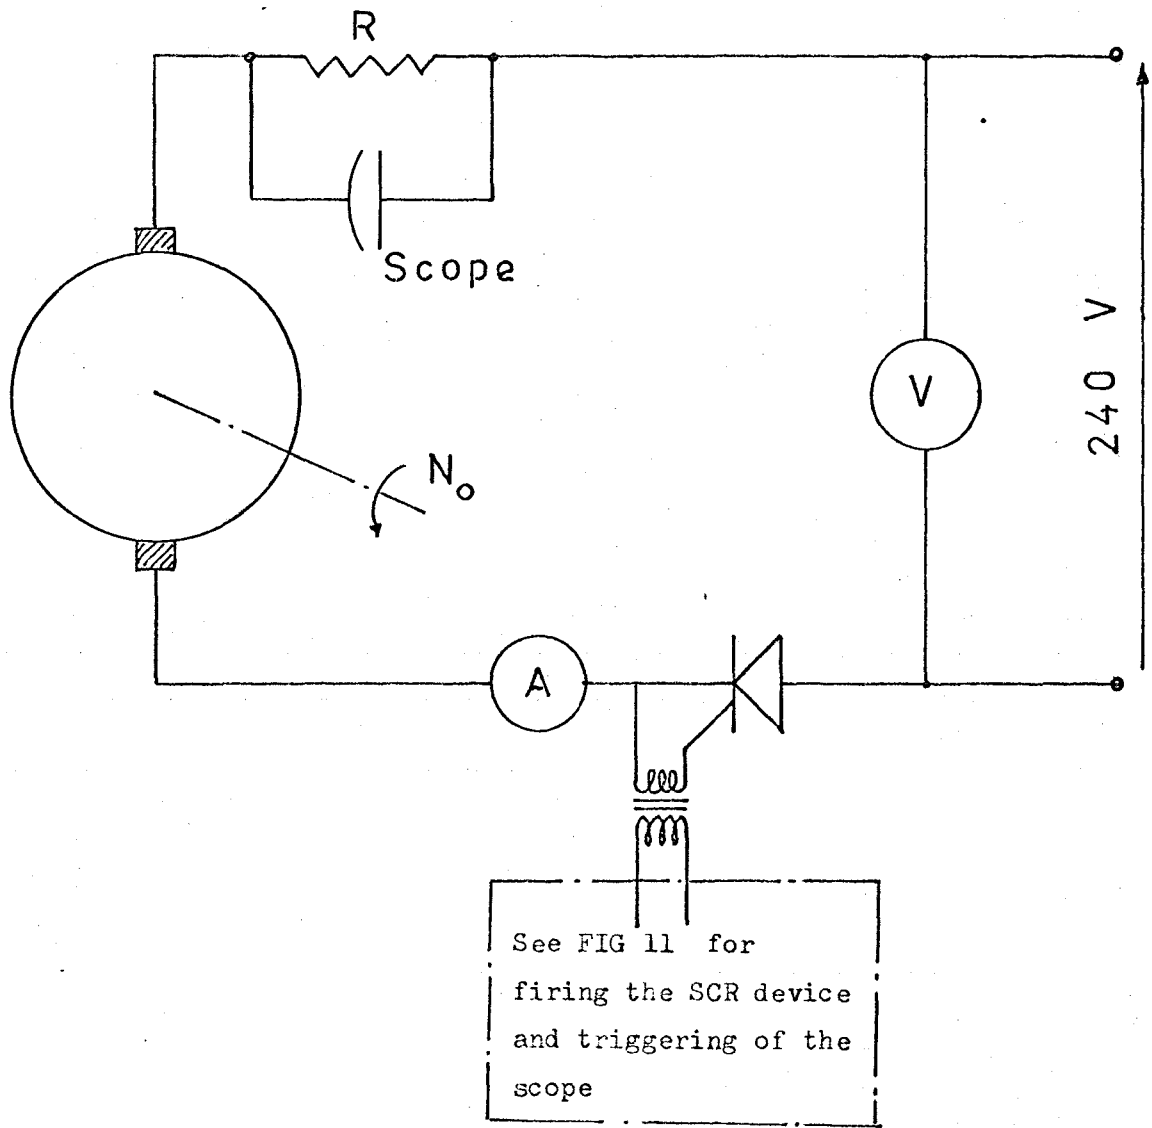 R
Scope
V
240 V
N₀
A
See FIG 11 for
firing the SCR device
and triggering of the
scope